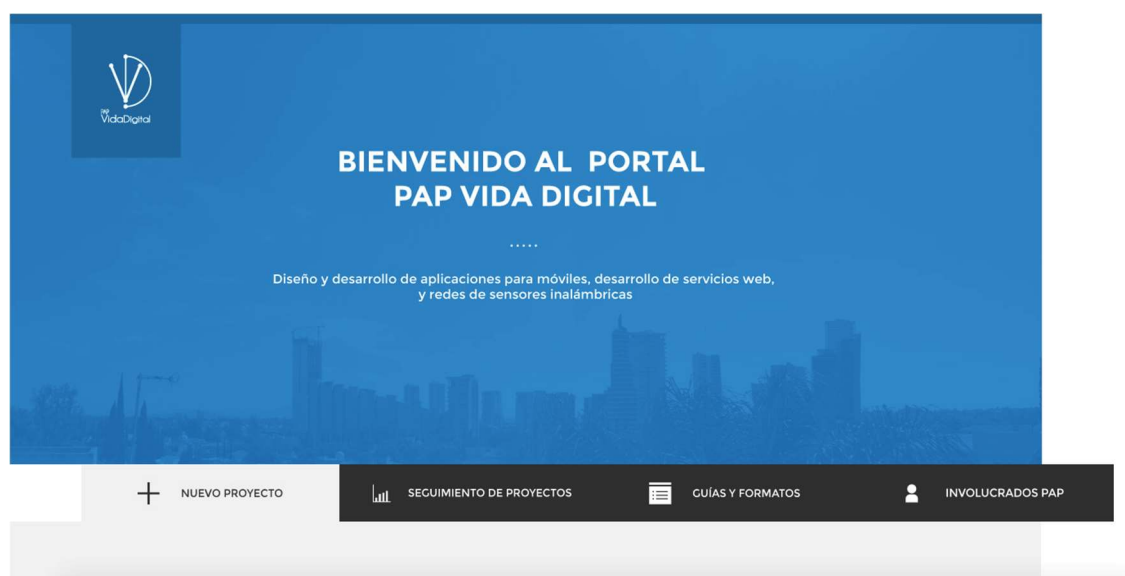 pap
VidaDigital
BIENVENIDO AL PORTAL
PAP VIDA DIGITAL
.....
Diseño y desarrollo de aplicaciones para móviles, desarrollo de servicios web,
y redes de sensores inalámbricas
NUEVO PROYECTO
SEGUIMIENTO DE PROYECTOS
GUÍAS Y FORMATOS
INVOLUCRADOS PAP